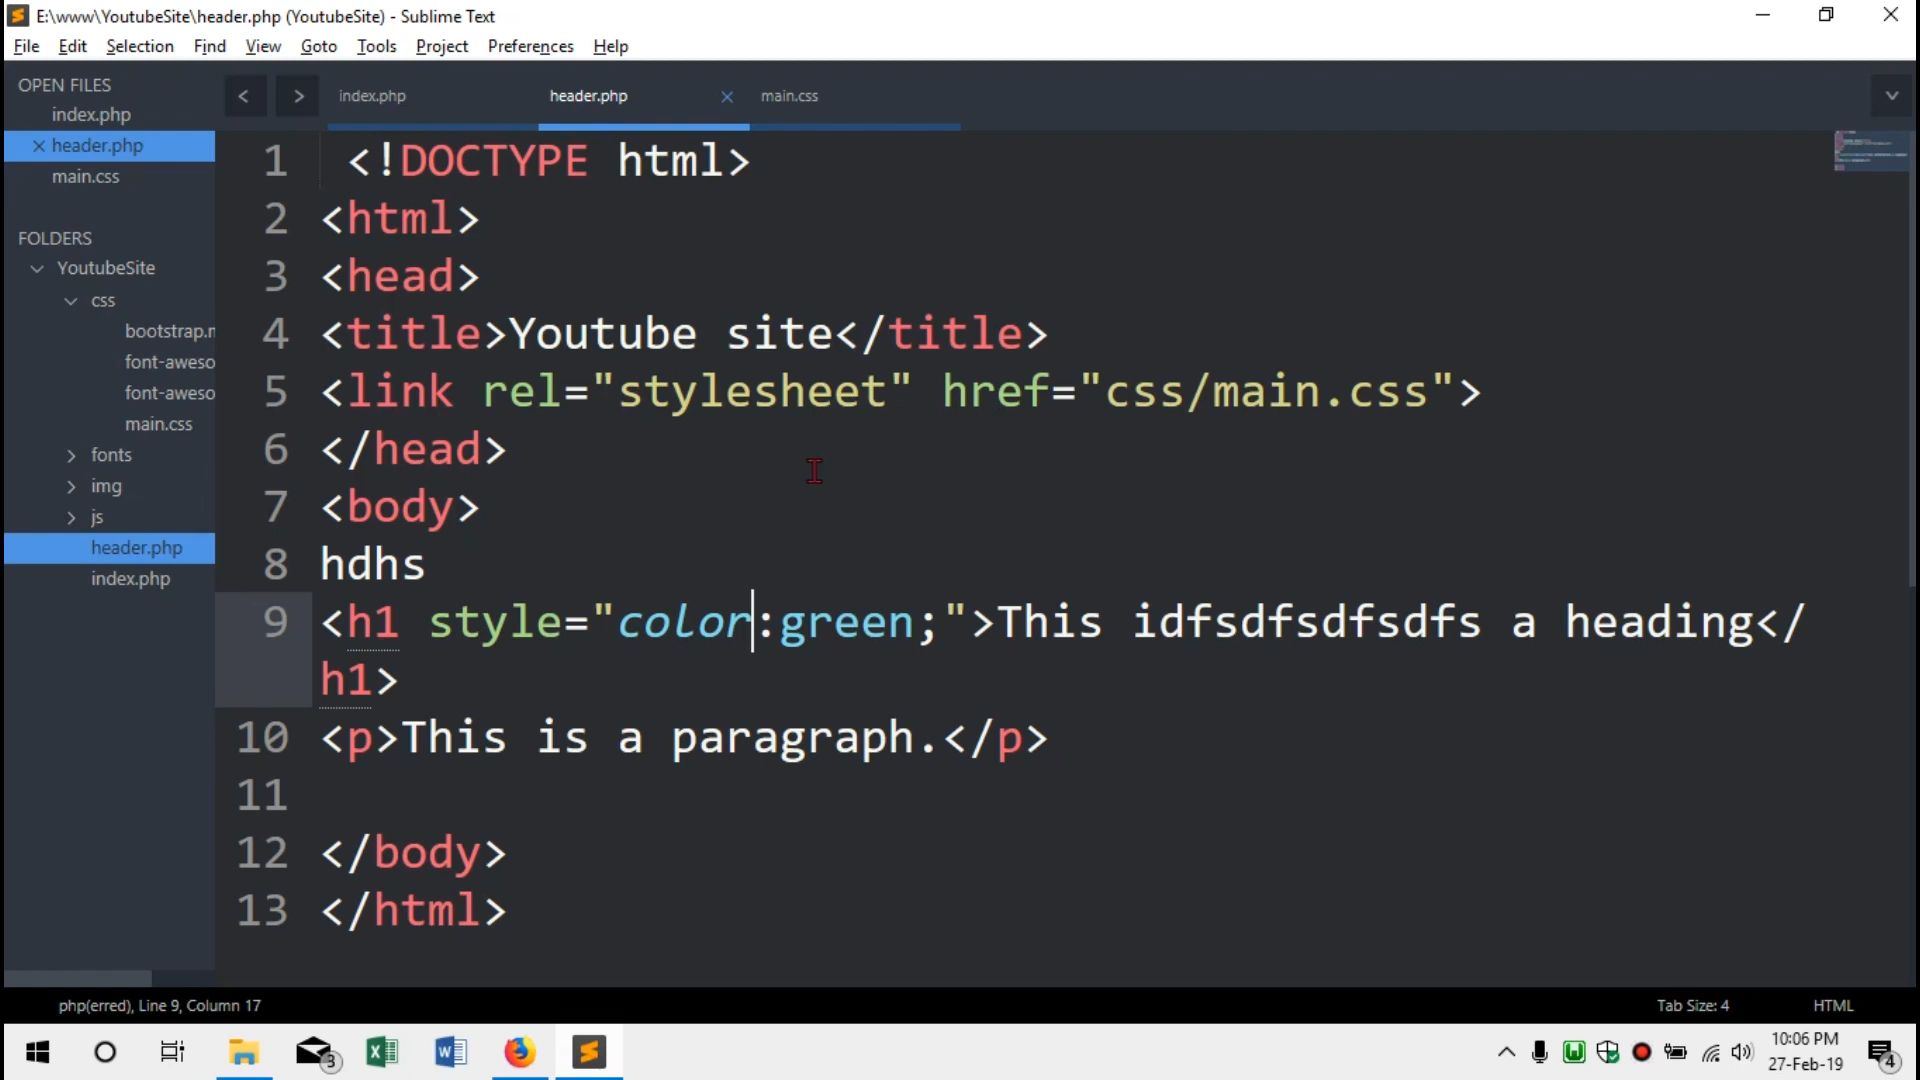 E:\www\YoutubeSite\header.php (YoutubeSite) - Sublime Text
File Edit Selection Find View Goto Tools Project Preferences Help
OPEN FILES
index.php
header.php
main.css
FOLDERS
YoutubeSite
css
bootstrap.m
font-aweso
font-aweso
main.css
fonts
img
js
header.php
index.php
index.php header.php main.css
1 <!DOCTYPE html>
2 <html>
3 <head>
4 <title>Youtube site</title>
5 <link rel="stylesheet" href="css/main.css">
6 </head>
7 <body>
8 hdhs
9 <h1 style="color:green;">This idfsdfsdfsdfs a heading</
h1>
10 <p>This is a paragraph.</p>
11
12 </body>
13 </html>
php(erred), Line 9, Column 17 Tab Size: 4 HTML
3
10:06 PM
27-Feb-19
4